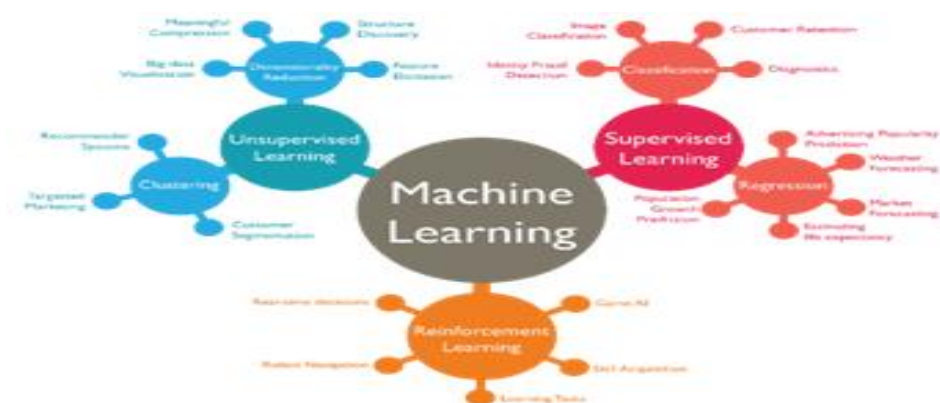 Meaningful
Compression
Structure
Discovery
Big data
Visualisation
Dimensionality
Reduction
Feature
Elicitation
Unsupervised
Learning
Recommender
Systems
Clustering
Targeted
Marketing
Customer
Segmentation
Machine
Learning
Image
Classification
Customer Retention
Identity Fraud
Detection
Classification
Diagnostics
Supervised
Learning
Advertising Popularity
Prediction
Weather
Forecasting
Regression
Population
Growth
Prediction
Market
Forecasting
Estimating
life expectancy
Real-time decisions
Game AI
Reinforcement
Learning
Robot Navigation
Skill Acquisition
Learning Tasks